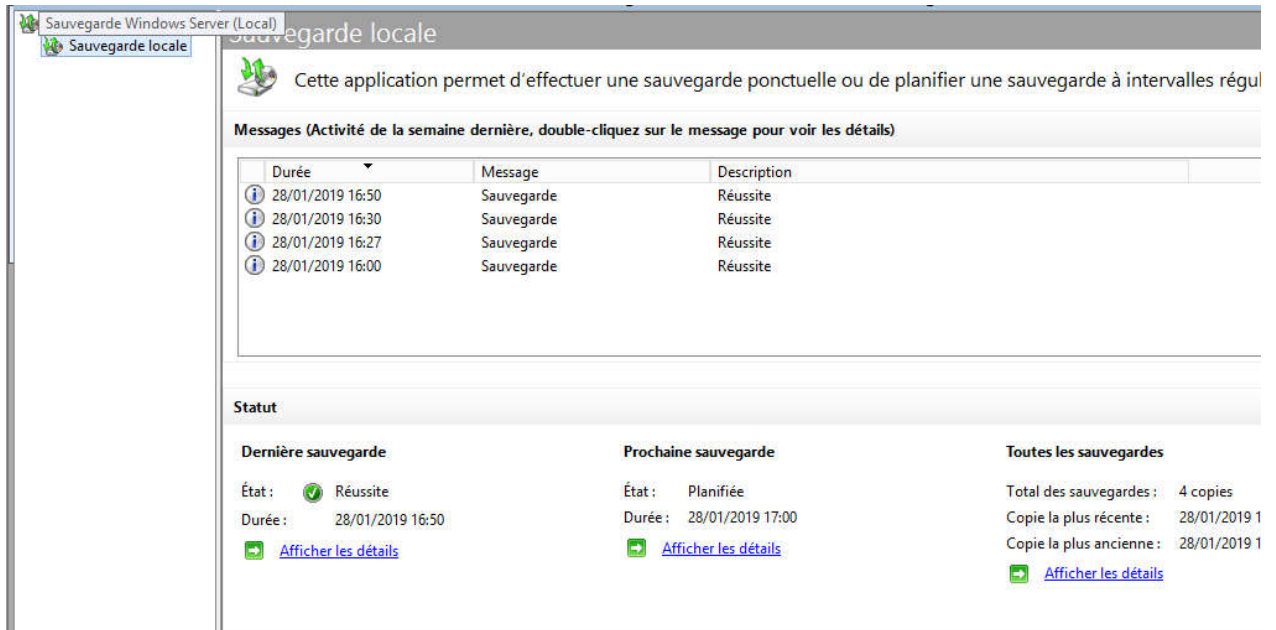 Sauvegarde Windows Server (Local)
Sauvegarde locale
Sauvegarde locale
Cette application permet d'effectuer une sauvegarde ponctuelle ou de planifier une sauvegarde à intervalles régul
Messages (Activité de la semaine dernière, double-cliquez sur le message pour voir les détails)
Durée Message Description
28/01/2019 16:50 Sauvegarde Réussite
28/01/2019 16:30 Sauvegarde Réussite
28/01/2019 16:27 Sauvegarde Réussite
28/01/2019 16:00 Sauvegarde Réussite
Statut
Dernière sauvegarde Prochaine sauvegarde Toutes les sauvegardes
État : Réussite État : Planifiée Total des sauvegardes : 4 copies
Durée : 28/01/2019 16:50 Durée : 28/01/2019 17:00 Copie la plus récente : 28/01/2019 1
Copie la plus ancienne : 28/01/2019 1
Afficher les détails Afficher les détails Afficher les détails